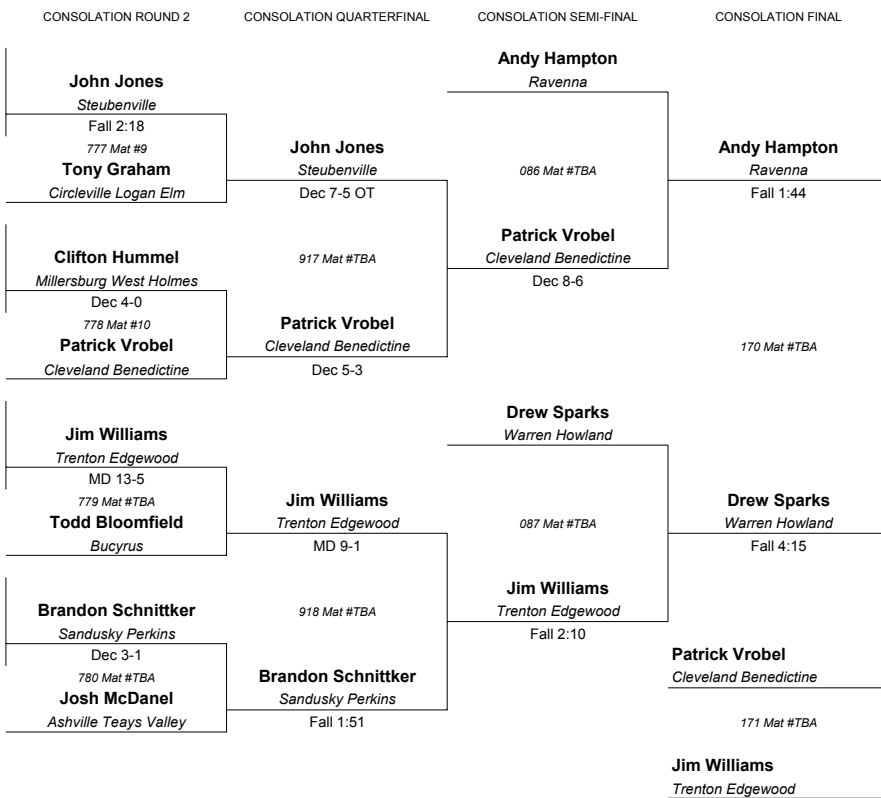 CONSOLATION ROUND 2
CONSOLATION QUARTERFINAL
CONSOLATION SEMI-FINAL
CONSOLATION FINAL
John Jones
Steubenville
Fall 2:18
777 Mat #9
Tony Graham
Circleville Logan Elm
Clifton Hummel
Millersburg West Holmes
Dec 4-0
778 Mat #10
Patrick Vrobel
Cleveland Benedictine
Jim Williams
Trenton Edgewood
MD 13-5
779 Mat #TBA
Todd Bloomfield
Bucyrus
Brandon Schnittker
Sandusky Perkins
Dec 3-1
780 Mat #TBA
Josh McDanel
Ashville Teays Valley
John Jones
Steubenville
Dec 7-5 OT
917 Mat #TBA
Patrick Vrobel
Cleveland Benedictine
Dec 5-3
Jim Williams
Trenton Edgewood
MD 9-1
918 Mat #TBA
Brandon Schnittker
Sandusky Perkins
Fall 1:51
Andy Hampton
Ravenna
086 Mat #TBA
Patrick Vrobel
Cleveland Benedictine
Dec 8-6
Drew Sparks
Warren Howland
087 Mat #TBA
Jim Williams
Trenton Edgewood
Fall 2:10
Andy Hampton
Ravenna
Fall 1:44
170 Mat #TBA
Drew Sparks
Warren Howland
Fall 4:15
Patrick Vrobel
Cleveland Benedictine
171 Mat #TBA
Jim Williams
Trenton Edgewood